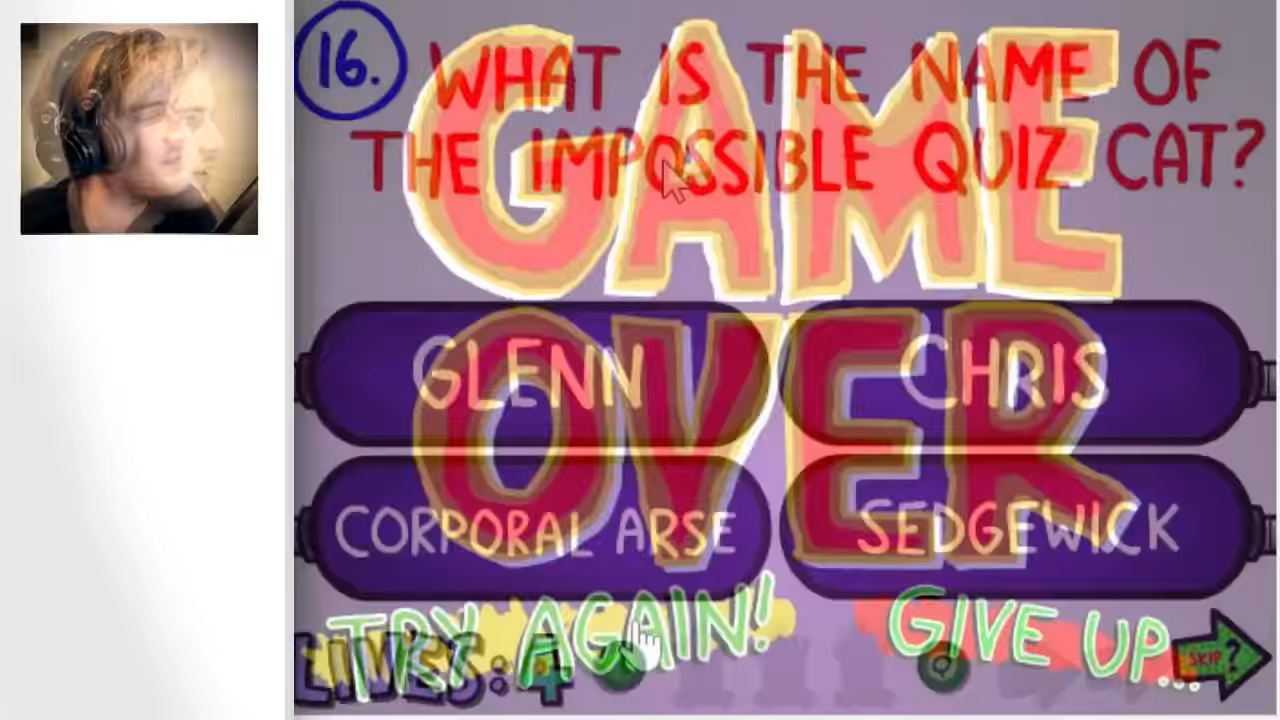 16. WHAT IS THE NAME OF
THE IMPOSSIBLE QUIZ CAT?
GAME
OVER
GLENN
CHRIS
CORPORAL ARSE
SEDGEWICK
TRY AGAIN!
GIVE UP...
LIVES:
SKIP?